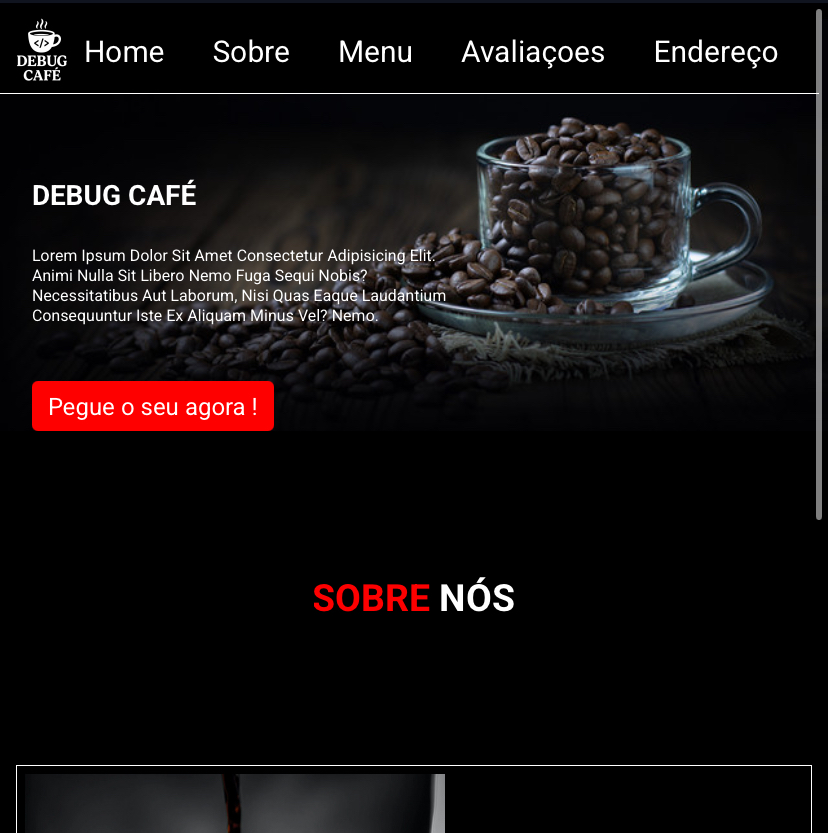 DEBUG
CAFÉ
Home Sobre Menu Avaliaçoes Endereço
DEBUG CAFÉ
Lorem Ipsum Dolor Sit Amet Consectetur Adipisicing Elit.
Animi Nulla Sit Libero Nemo Fuga Sequi Nobis?
Necessitatibus Aut Laborum, Nisi Quas Eaque Laudantium
Consequuntur Iste Ex Aliquam Minus Vel? Nemo.
Pegue o seu agora !
SOBRE NÓS